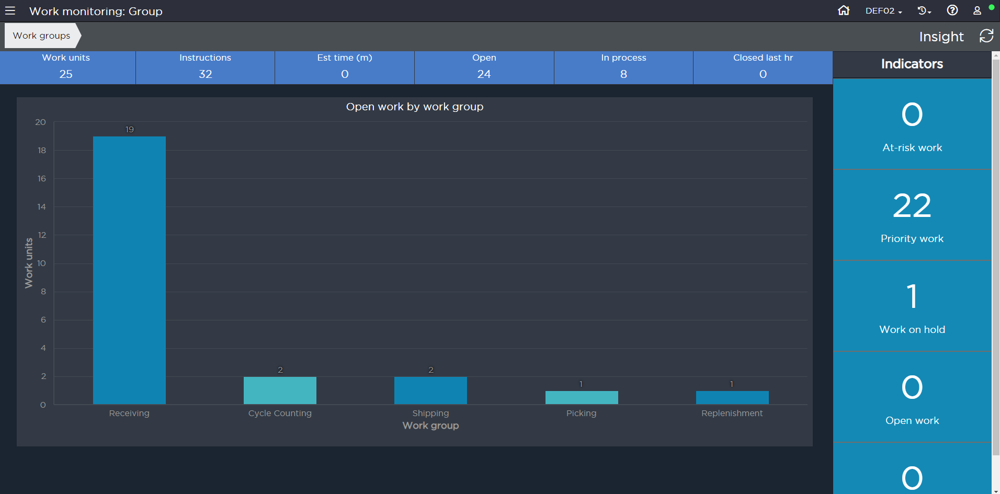 Work monitoring: Group
DEF02
Work groups
Insight
Work units
25
Instructions
32
Est time (m)
0
Open
24
In process
8
Closed last hr
0
Indicators
0
At-risk work
22
Priority work
1
Work on hold
0
Open work
0
Open work by work group
20
18
16
14
12
10
8
6
4
2
0
Work units
19
2
2
1
1
Receiving
Cycle Counting
Shipping
Picking
Replenishment
Work group